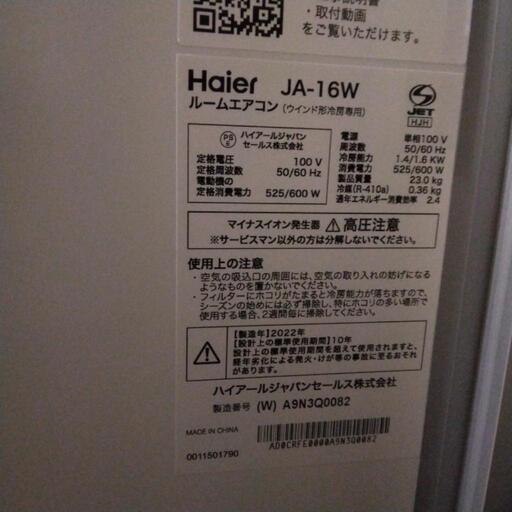 ・取付動画
をご覧いただけます。
Haier JA-16W
ルームエアコン (ウインド形冷房専用)
JET
HJH
PS
E
ハイアールジャパン
セールス株式会社
定格電圧 100 V
定格周波数 50/60 Hz
電動機の
定格消費電力 525/600 W
電源 単相100 V
周波数 50/60 Hz
冷房能力 1.4/1.6 KW
消費電力 525/600 W
製品質量 23.0 kg
冷媒(R-410a) 0.36 kg
通年エネルギー消費効率 2.4
マイナスイオン発生器 高圧注意
※サービスマン以外の方は分解しないでください。
使用上の注意
・空気の吸込口の周囲には、空気の取り入れの妨げになる
ようなものを置かないでください。
・フィルターにホコリがたまると冷房能力が落ちますので、
シーズンの始めには必ず掃除し、特にホコリの多い場所で
使用する場合、2週間毎に掃除してください。
【製造年】2022年
【設計上の標準使用期間】10年
設計上の標準使用期間を超えて使用されますと、
経年劣化による発火・けが等の事故に至るおそれ
があります。
ハイアールジャパンセールス株式会社
製造番号 (W) A9N3Q0082
MADE IN CHINA
AD0CRFE0000A9N3Q0082
0011501790